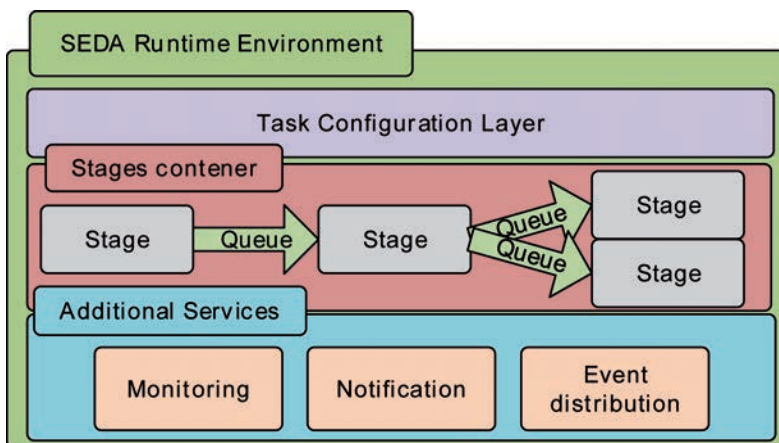 SEDA Runtime Environment
Task Configuration Layer
Stages contener
Stage
Queue
Stage
Queue
Queue
Stage
Stage
Additional Services
Monitoring
Notification
Event
distribution